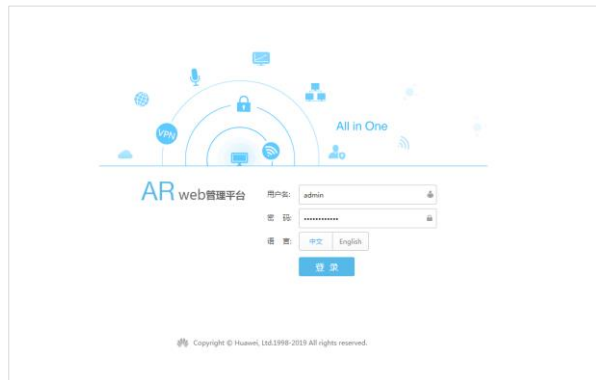 VPN
All in One
AR web管理平台
用户名: admin
密 码: ••••••••••••
语 言: 中文 English
登 录
Copyright © Huawei, Ltd.1998-2019 All rights reserved.